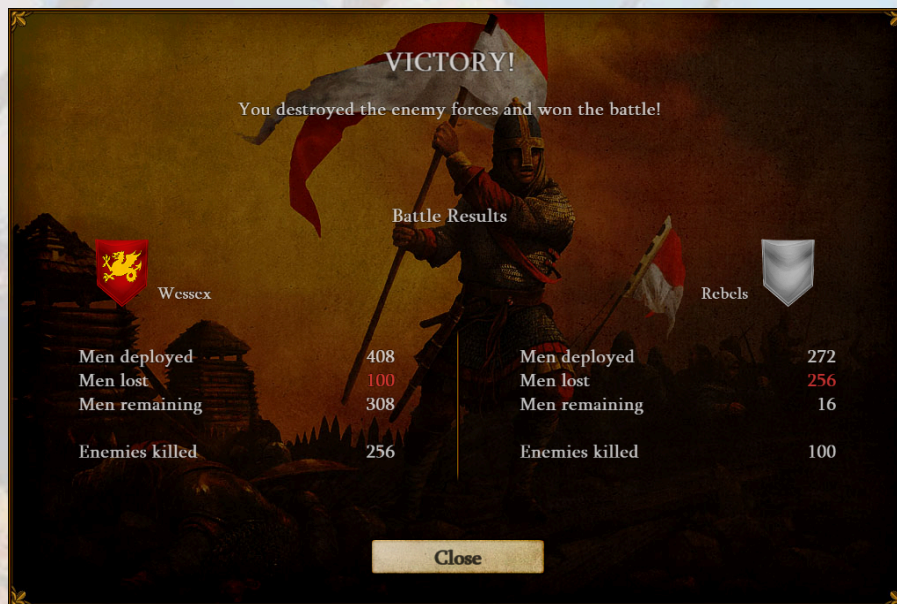 VICTORY!
You destroyed the enemy forces and won the battle!
Battle Results
Wessex
Men deployed 408
Men lost 100
Men remaining 308
Enemies killed 256
Rebels
Men deployed 272
Men lost 256
Men remaining 16
Enemies killed 100
Close